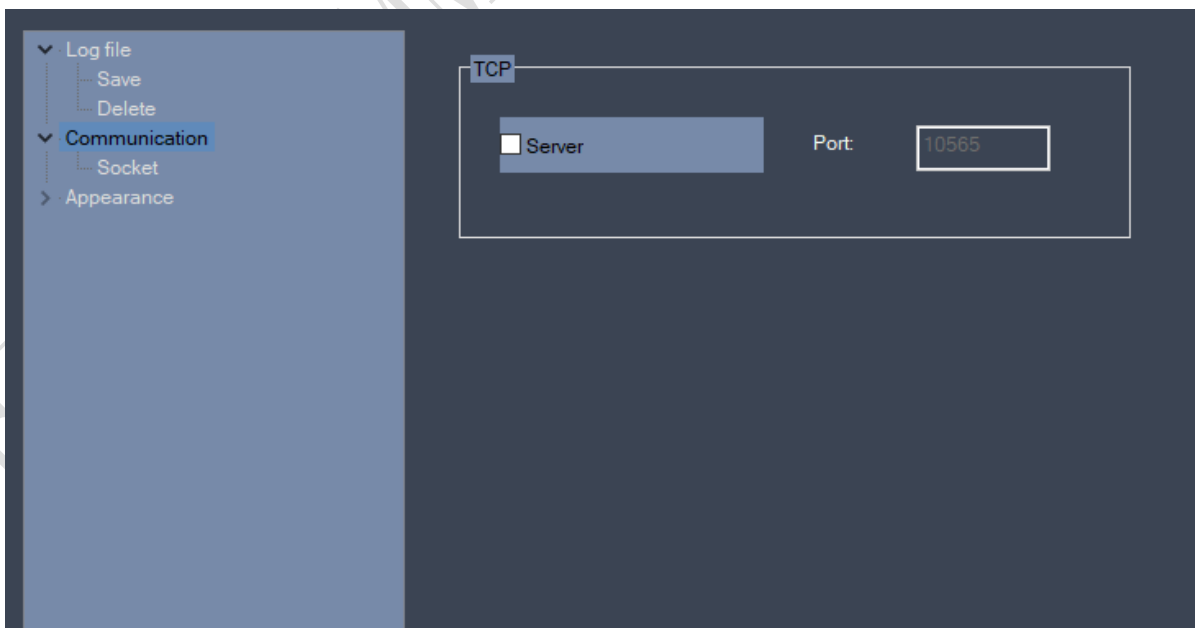 Log file
Save
Delete
Communication
Socket
Appearance
TCP
Server
Port:
10565